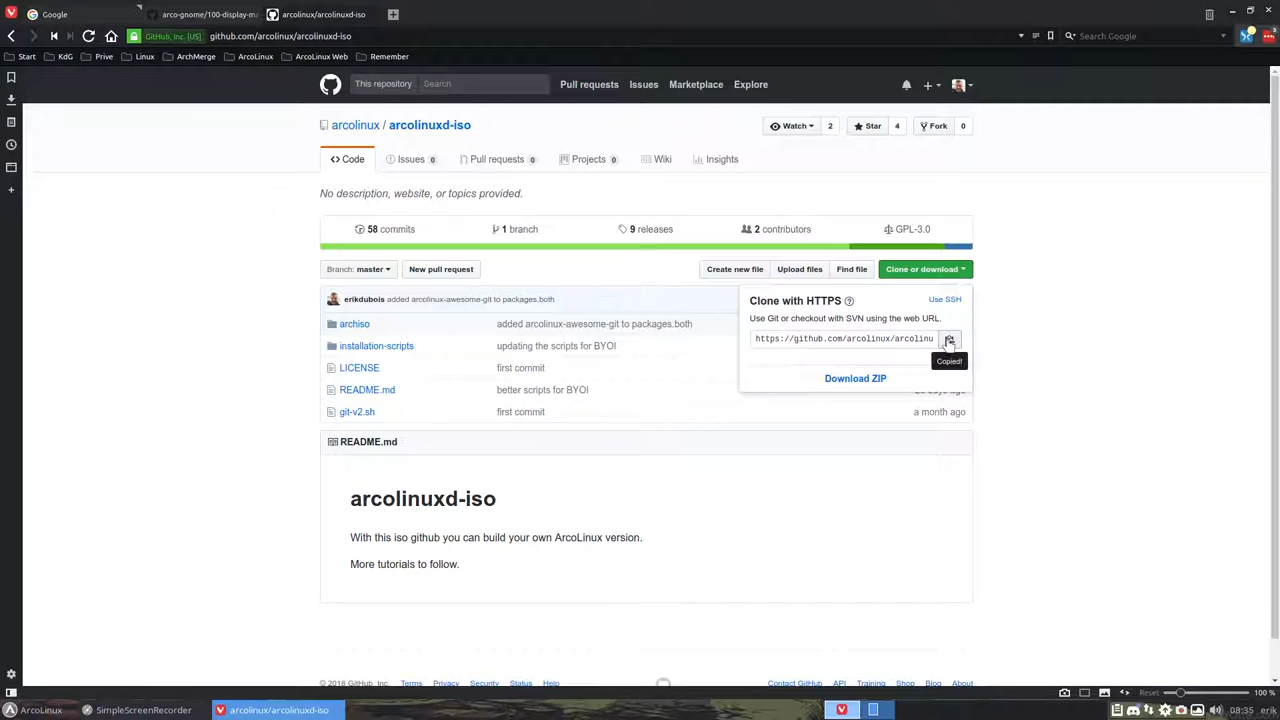 Google
arco-gnome/100-display-m
arcolinux/arcolinuxd-iso
GitHub, Inc. [US]
github.com/arcolinux/arcolinuxd-iso
Search Google
Start
KdG
Prive
Linux
ArchMerge
ArcoLinux
ArcoLinux Web
Remember
This repository
Search
Pull requests
Issues
Marketplace
Explore
arcolinux / arcolinuxd-iso
Watch
2
Star
4
Fork
0
Code
Issues 0
Pull requests 0
Projects 0
Wiki
Insights
No description, website, or topics provided.
58 commits
1 branch
9 releases
2 contributors
GPL-3.0
Branch: master
New pull request
Create new file
Upload files
Find file
Clone or download
erikdubois added arcolinux-awesome-git to packages.both
archiso
added arcolinux-awesome-git to packages.both
installation-scripts
updating the scripts for BYOI
LICENSE
first commit
README.md
better scripts for BYOI
git-v2.sh
first commit
a month ago
Clone with HTTPS
Use SSH
Use Git or checkout with SVN using the web URL.
https://github.com/arcolinux/arcolinu
Copied!
Download ZIP
README.md
arcolinuxd-iso
With this iso github you can build your own ArcoLinux version.
More tutorials to follow.
© 2018 GitHub, Inc.
Terms
Privacy
Security
Status
Help
Contact GitHub
API
Training
Shop
Blog
About
Reset
100 %
ArcoLinux
SimpleScreenRecorder
arcolinux/arcolinuxd-iso
08:35
erik